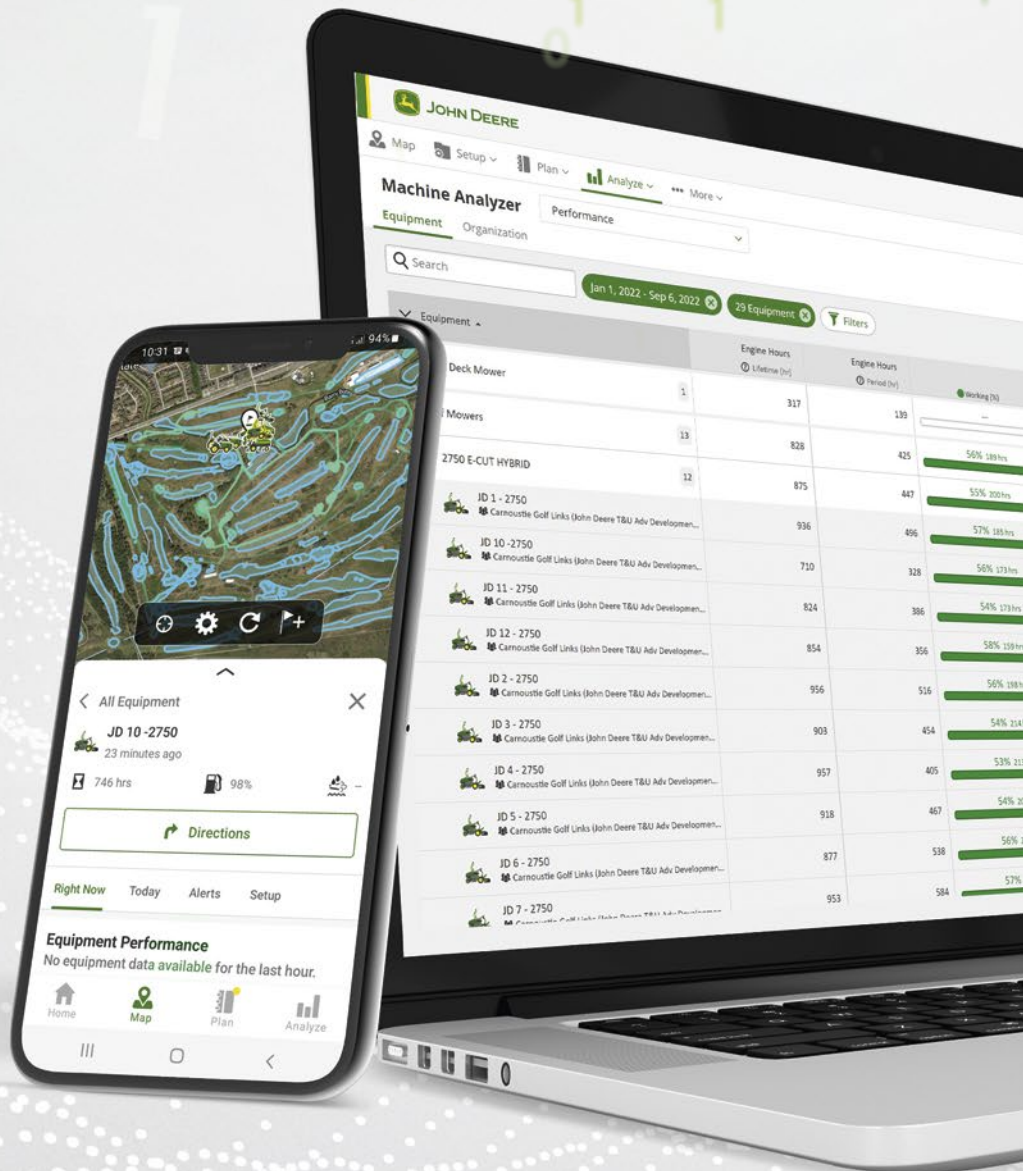 JOHN DEERE
Map Setup Plan Analyze More
Machine Analyzer Performance
Equipment Organization
Search Jan 1, 2022 - Sep 6, 2022 29 Equipment Filters
Equipment Engine Hours Engine Hours
Lifetime (hr) Period (hr) Working (%)
Deck Mower 1 317 139 --
Mowers 13 828 425 56% 189 hrs
2750 E-CUT HYBRID 12 875 447 55% 200 hrs
JD 1 - 2750 936 496 57% 185 hrs
Carnoustie Golf Links (John Deere T&U Adv Developmen...
JD 10 -2750 710 328 56% 173 hrs
Carnoustie Golf Links (John Deere T&U Adv Developmen...
JD 11 - 2750 824 386 54% 173 hrs
Carnoustie Golf Links (John Deere T&U Adv Developmen...
JD 12 - 2750 854 356 58%
Carnoustie Golf Links (John Deere T&U Adv Developmen...
JD 2 - 2750 956 516 56%
Carnoustie Golf Links (John Deere T&U Adv Developmen...
JD 3 - 2750 903 454 54%
Carnoustie Golf Links (John Deere T&U Adv Developmen...
JD 4 - 2750 957 405 53%
Carnoustie Golf Links (John Deere T&U Adv Developmen...
JD 5 - 2750 918 467 54%
Carnoustie Golf Links (John Deere T&U Adv Developmen...
JD 6 - 2750 877 538 56%
Carnoustie Golf Links (John Deere T&U Adv Developmen...
JD 7 - 2750 953 584 57%
10:31 94%
All Equipment
JD 10 -2750
23 minutes ago
746 hrs 98% --
Directions
Right Now Today Alerts Setup
Equipment Performance
No equipment data available for the last hour.
Home Map Plan Analyze